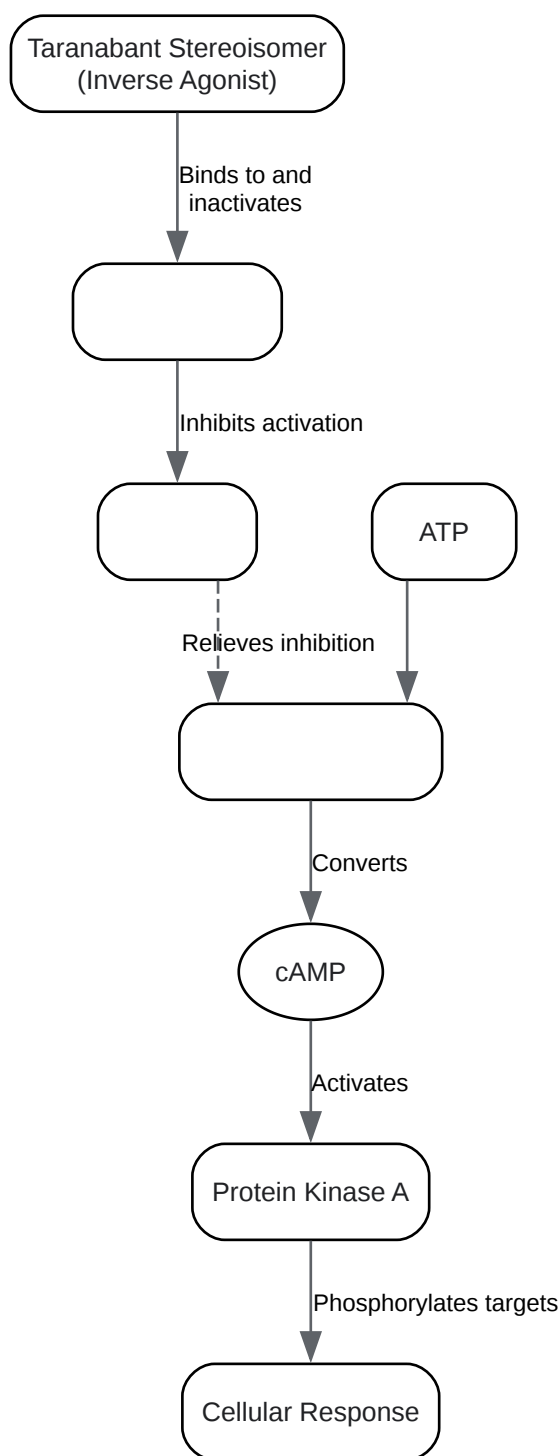 Taranabant Stereoisomer
(Inverse Agonist)
Binds to and
inactivates
Inhibits activation
ATP
Relieves inhibition
Converts
cAMP
Activates
Protein Kinase A
Phosphorylates targets
Cellular Response